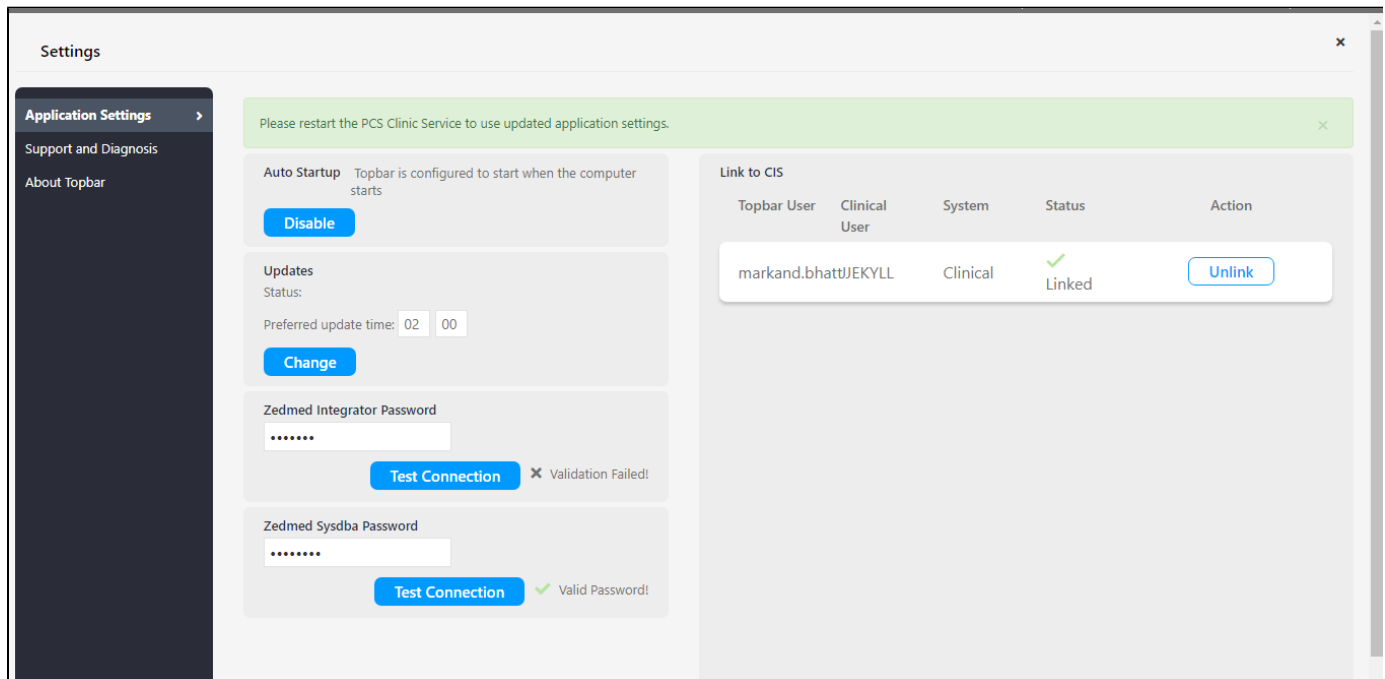 Settings
×
Application Settings >
Support and Diagnosis
About Topbar
Please restart the PCS Clinic Service to use updated application settings.
×
Auto Startup Topbar is configured to start when the computer
starts
Disable
Updates
Status:
Preferred update time: 02 00
Change
Zedmed Integrator Password
•••••••
Test Connection Validation Failed!
Zedmed Sysdba Password
••••••••
Test Connection Valid Password!
Link to CIS
Topbar User Clinical System Status Action
User
markand.bhatt JJEKYLL Clinical Linked Unlink